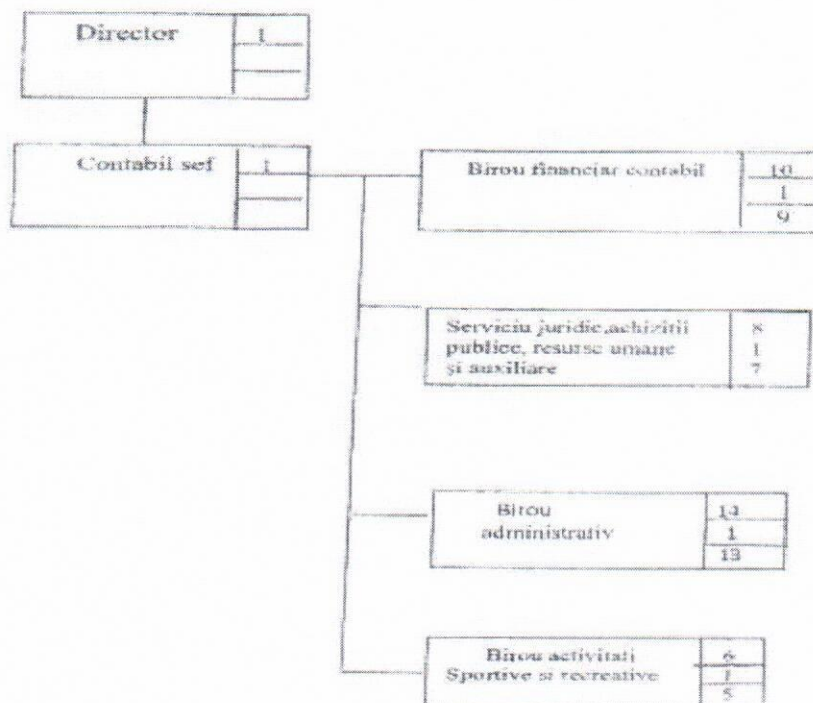 Director 1
Contabil sef 1
Birou financiar contabil 10
1
9
Serviciu juridic,achizitii 8
publice, resurse umane 1
și auxiliare 7
Birou 14
administrativ 1
13
Birou activitati 6
Sportive si recreative 1
5